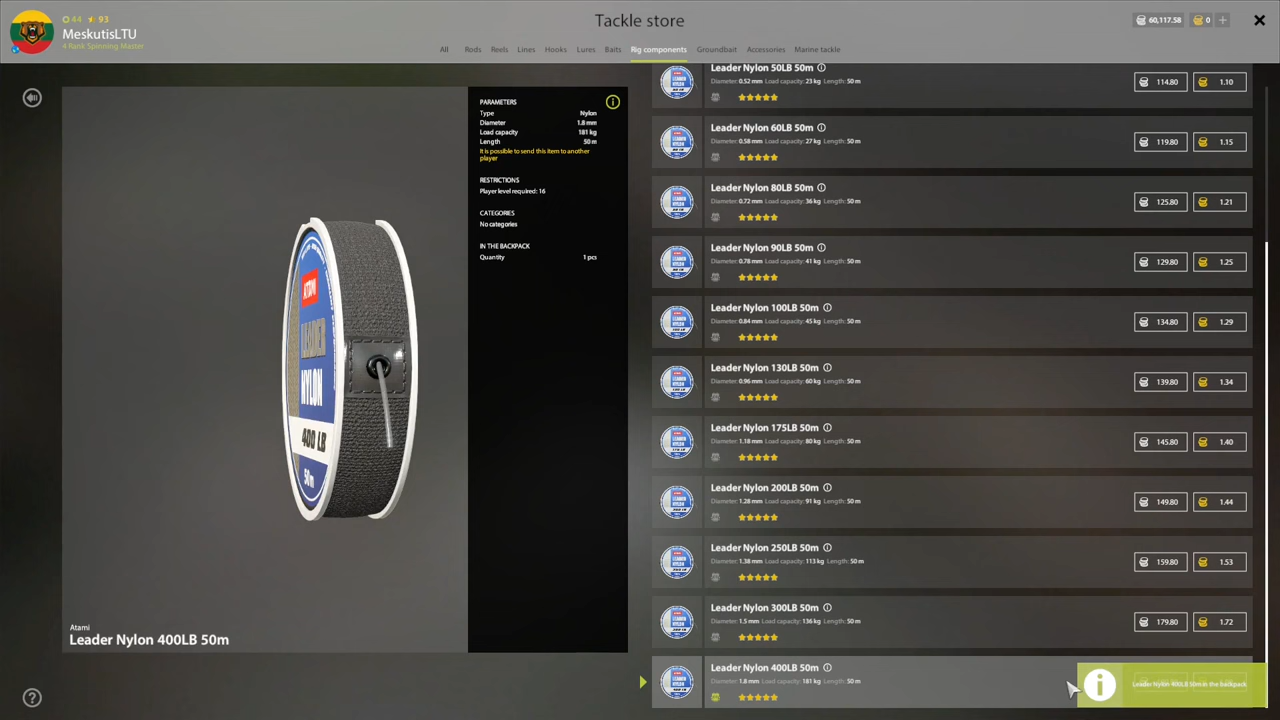 44 93
MeskutisLTU
4 Rank Spinning Master
Tackle store
60,117.58 0 +
All Rods Reels Lines Hooks Lures Baits Rig components Groundbait Accessories Marine tackle
PARAMETERS
Type Nylon
Diameter 1.8 mm
Load capacity 181 kg
Length 50 m
It is possible to send this item to another
player
RESTRICTIONS
Player level required: 16
CATEGORIES
No categories
IN THE BACKPACK
Quantity 1 pcs
ATAMI
LEADER
NYLON
400 LB
50m
Atami
Leader Nylon 400LB 50m
Leader Nylon 50LB 50m
Diameter: 0.52 mm Load capacity: 23 kg Length: 50 m
114.80 1.10
Leader Nylon 60LB 50m
Diameter: 0.58 mm Load capacity: 27 kg Length: 50 m
119.80 1.15
Leader Nylon 80LB 50m
Diameter: 0.72 mm Load capacity: 36 kg Length: 50 m
125.80 1.21
Leader Nylon 90LB 50m
Diameter: 0.78 mm Load capacity: 41 kg Length: 50 m
129.80 1.25
Leader Nylon 100LB 50m
Diameter: 0.84 mm Load capacity: 45 kg Length: 50 m
134.80 1.29
Leader Nylon 130LB 50m
Diameter: 0.96 mm Load capacity: 60 kg Length: 50 m
139.80 1.34
Leader Nylon 175LB 50m
Diameter: 1.18 mm Load capacity: 80 kg Length: 50 m
145.80 1.40
Leader Nylon 200LB 50m
Diameter: 1.28 mm Load capacity: 91 kg Length: 50 m
149.80 1.44
Leader Nylon 250LB 50m
Diameter: 1.38 mm Load capacity: 113 kg Length: 50 m
159.80 1.53
Leader Nylon 300LB 50m
Diameter: 1.5 mm Load capacity: 136 kg Length: 50 m
179.80 1.72
Leader Nylon 400LB 50m
Diameter: 1.8 mm Load capacity: 181 kg Length: 50 m
Leader Nylon 400LB 50m in the backpack